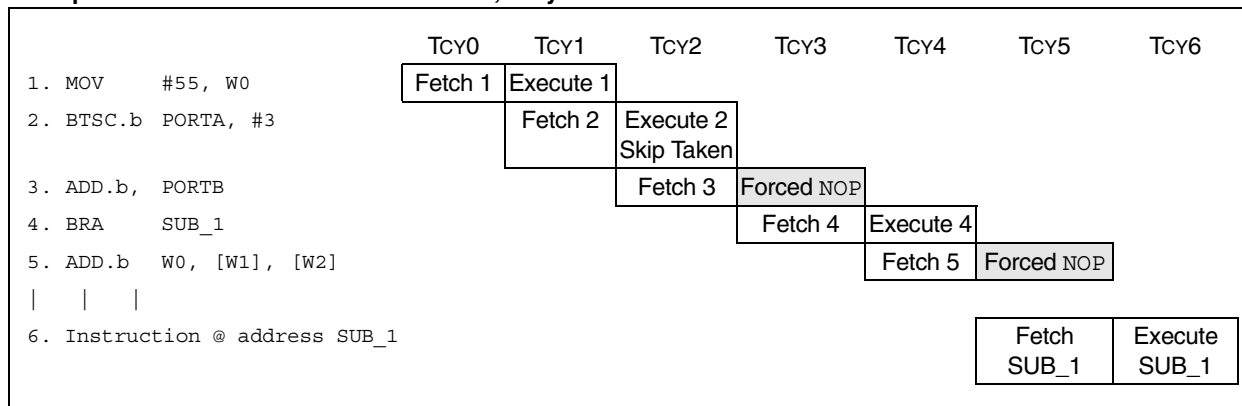 TCY0 TCY1 TCY2 TCY3 TCY4 TCY5 TCY6
1. MOV #55, W0 Fetch 1 Execute 1
2. BTSC.b PORTA, #3 Fetch 2 Execute 2
Skip Taken
3. ADD.b, PORTB Fetch 3 Forced NOP
4. BRA SUB_1 Fetch 4 Execute 4
5. ADD.b W0, [W1], [W2] Fetch 5 Forced NOP
| | |
6. Instruction @ address SUB_1 Fetch Execute
SUB_1 SUB_1